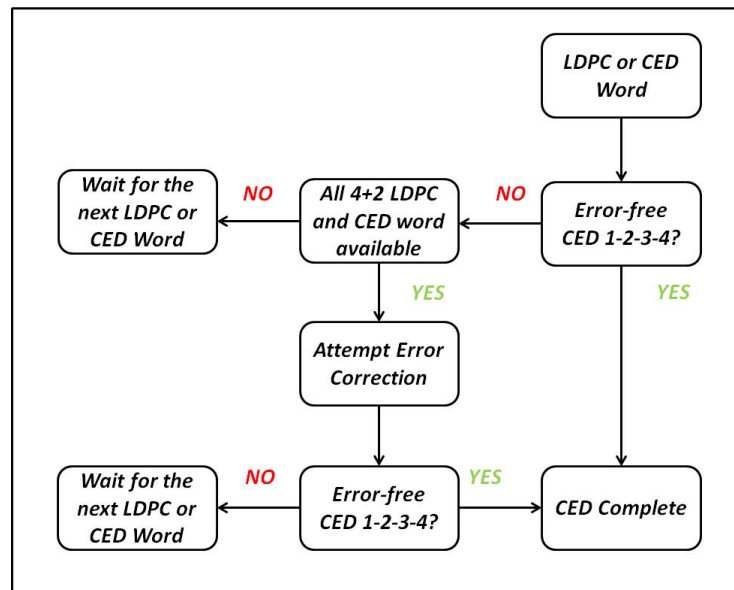 LDPC or CED
Word
Wait for the
next LDPC or
CED Word
NO
All 4+2 LDPC
and CED word
available
NO
Error-free
CED 1-2-3-4?
YES
YES
Attempt Error
Correction
Wait for the
next LDPC or
CED Word
NO
Error-free
CED 1-2-3-4?
YES
CED Complete